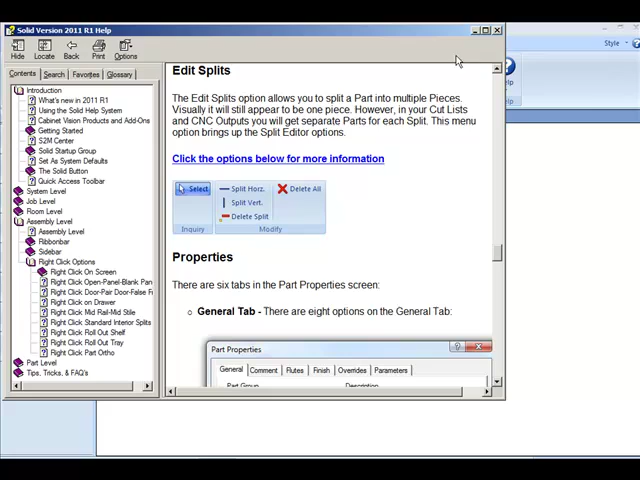 Solid Version 2011 R1 Help
Style
Hide Locate Back Print Options
Contents Search Favorites Glossary
Introduction
What's new in 2011 R1
Using the Solid Help System
Cabinet Vision Products and Add-Ons
Getting Started
S2M Center
Solid Startup Group
Set As System Defaults
The Solid Button
Quick Access Toolbar
System Level
Job Level
Room Level
Assembly Level
Assembly Level
Ribbonbar
Sidebar
Right Click Options
Right Click On Screen
Right Click Open-Panel-Blank Pan
Right Click Door-Pair Door-False F
Right Click on Drawer
Right Click Mid Rail-Mid Stile
Right Click Standard Interior Splits
Right Click Roll Out Shelf
Right Click Roll Out Tray
Right Click Part Ortho
Part Level
Tips, Tricks, & FAQ's
Edit Splits
The Edit Splits option allows you to split a Part into multiple Pieces.
Visually it will still appear to be one piece. However, in your Cut Lists
and CNC Outputs you will get separate Parts for each Split. This menu
option brings up the Split Editor options.
Click the options below for more information
Select Split Horz. Delete All
Split Vert.
Delete Split
Inquiry Modify
Properties
There are six tabs in the Part Properties screen:
General Tab - There are eight options on the General Tab:
Part Properties
General Comment Flutes Finish Overrides Parameters
Part Group Description